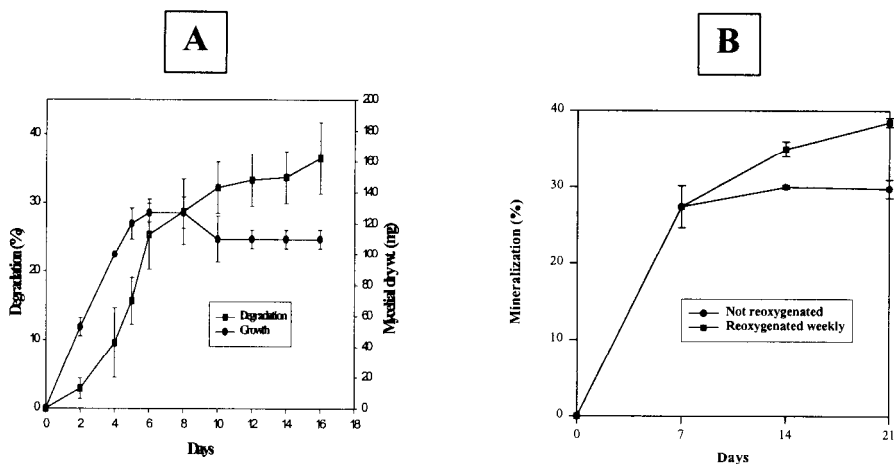 A
B
Degradation (%)
40
30
20
10
0
200
180
160
140
120
100
80
60
40
20
0
Mycelial dry wt. (mg)
Degradation
Growth
0 2 4 6 8 10 12 14 16 18
Days
Mineralization (%)
40
30
20
10
0
Not reoxygenated
Reoxygenated weekly
0 7 14 21
Days